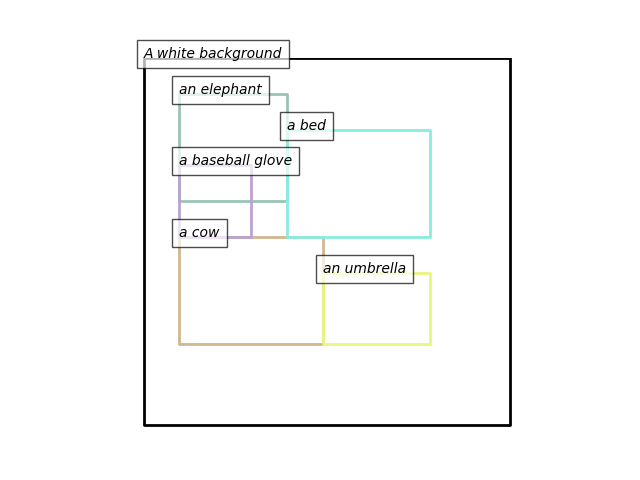 A white background
an elephant
a bed
a baseball glove
a cow
an umbrella